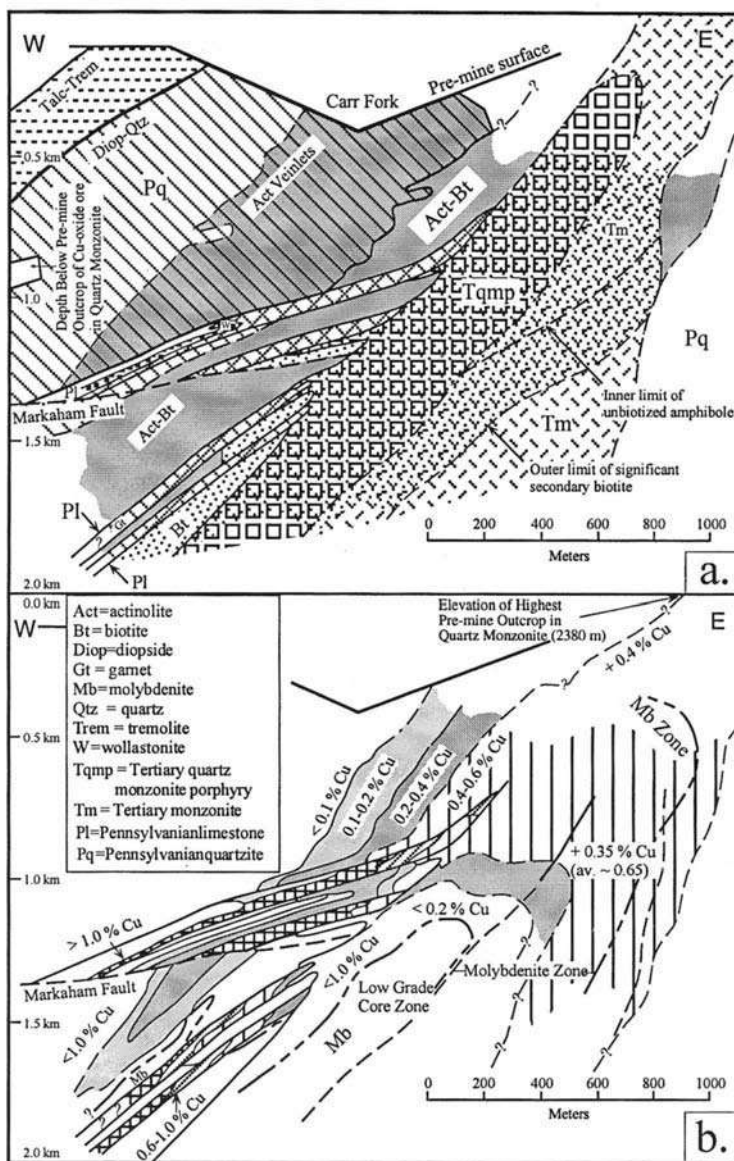 W
E
Pre-mine surface
Carr Fork
Talc-Trem
Diop-Qtz
0.5 km
Pq
Act Veinlets
Act-Bt
Depth Below Pre-mine
Outcrop of Cu-oxide ore
in Quartz Monzonite
1.0
Tm
Tqmp
W
Pq
Pl
Markaham Fault
Act-Bt
Inner limit of
unbiotized amphibole
1.5 km
Tm
Outer limit of significant
secondary biotite
Pl
?
Gt
Bt
0 200 400 600 800 1000
Meters
Pl
2.0 km
a.
0.0 km
W
Act=actinolite
Bt=biotite
Diop=diopside
Gt = garnet
Mb=molybdenite
Qtz = quartz
Trem = tremolite
W=wollastonite
Tqmp = Tertiary quartz
monzonite porphyry
Tm=Tertiary monzonite
Pl=Pennsylvanianlimestone
Pq=Pennsylvanianquartzite
Elevation of Highest
Pre-mine Outcrop in
Quartz Monzonite (2380 m)
E
+ 0.4% Cu
Mb Zone
0.5 km
< 0.1 % Cu
0.1-0.2 % Cu
0.2-0.4% Cu
0.4-0.6% Cu
+ 0.35 % Cu
(av. ~ 0.65)
1.0 km
< 0.2 % Cu
> 1.0 % Cu
<1.0 % Cu
Low Grade
Core Zone
Molybdenite Zone
Markaham Fault
1.5 km
<1.0 % Cu
Mb
Mb
? ? ?
0.6-1.0 % Cu
0 200 400 600 800 1000
Meters
2.0 km
b.